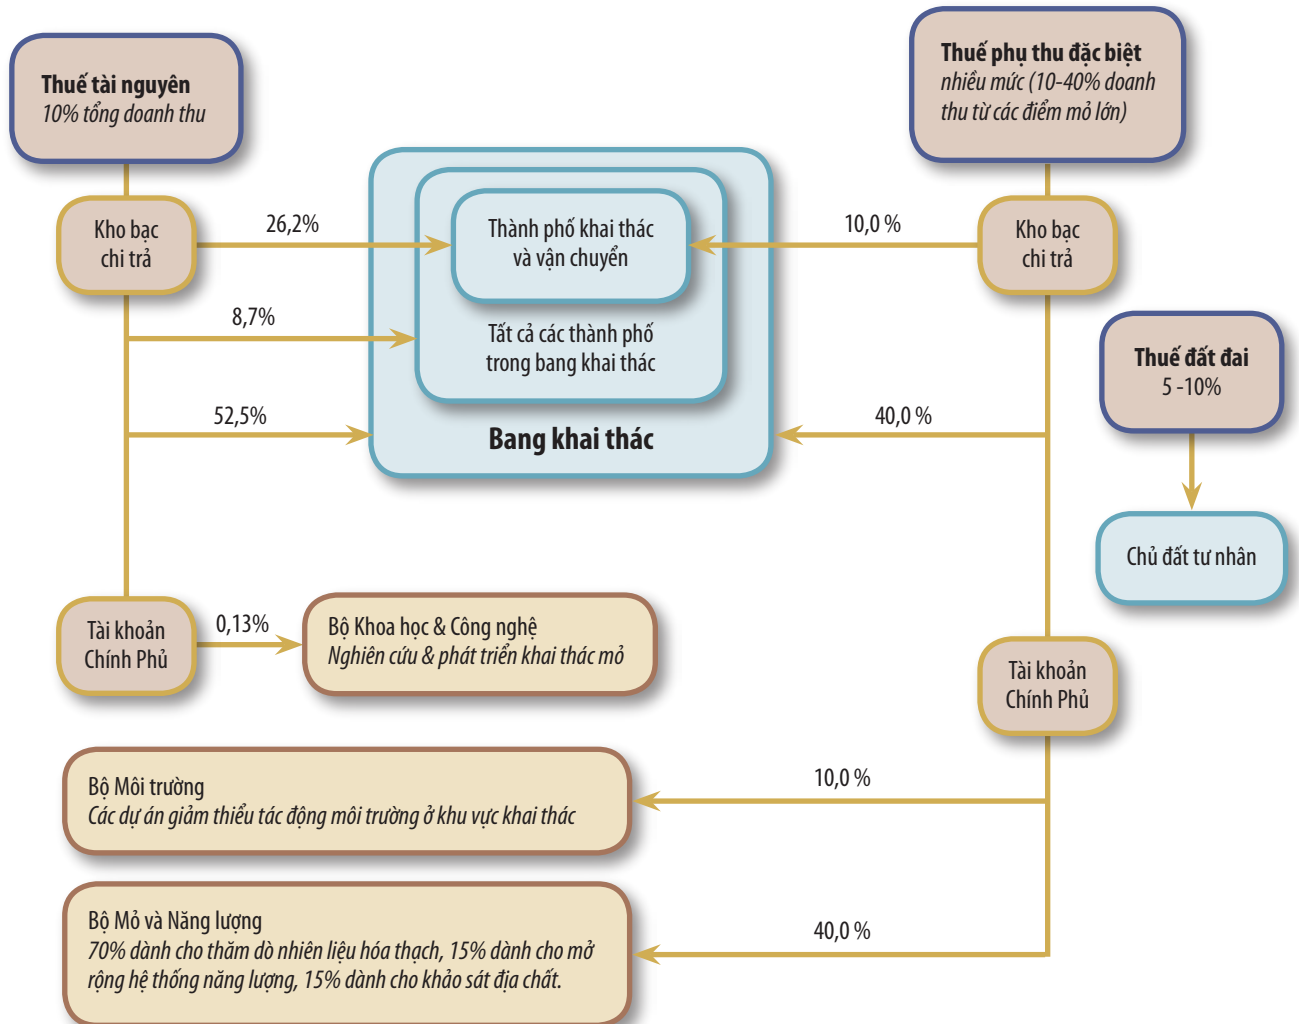 Thuế tài nguyên
10% tổng doanh thu
Thuế phụ thu đặc biệt
nhiều mức (10-40% doanh
thu từ các điểm mỏ lớn)
Kho bạc
chi trả
26,2%
Thành phố khai thác
và vận chuyển
10,0 %
Kho bạc
chi trả
8,7%
Tất cả các thành phố
trong bang khai thác
Thuế đất đai
5 -10%
52,5%
Bang khai thác
40,0 %
Chủ đất tư nhân
Tài khoản
Chính Phủ
0,13%
Bộ Khoa học & Công nghệ
Nghiên cứu & phát triển khai thác mỏ
Tài khoản
Chính Phủ
Bộ Môi trường
Các dự án giảm thiểu tác động môi trường ở khu vực khai thác
10,0 %
Bộ Mỏ và Năng lượng
70% dành cho thăm dò nhiên liệu hóa thạch, 15% dành cho mở
rộng hệ thống năng lượng, 15% dành cho khảo sát địa chất.
40,0 %